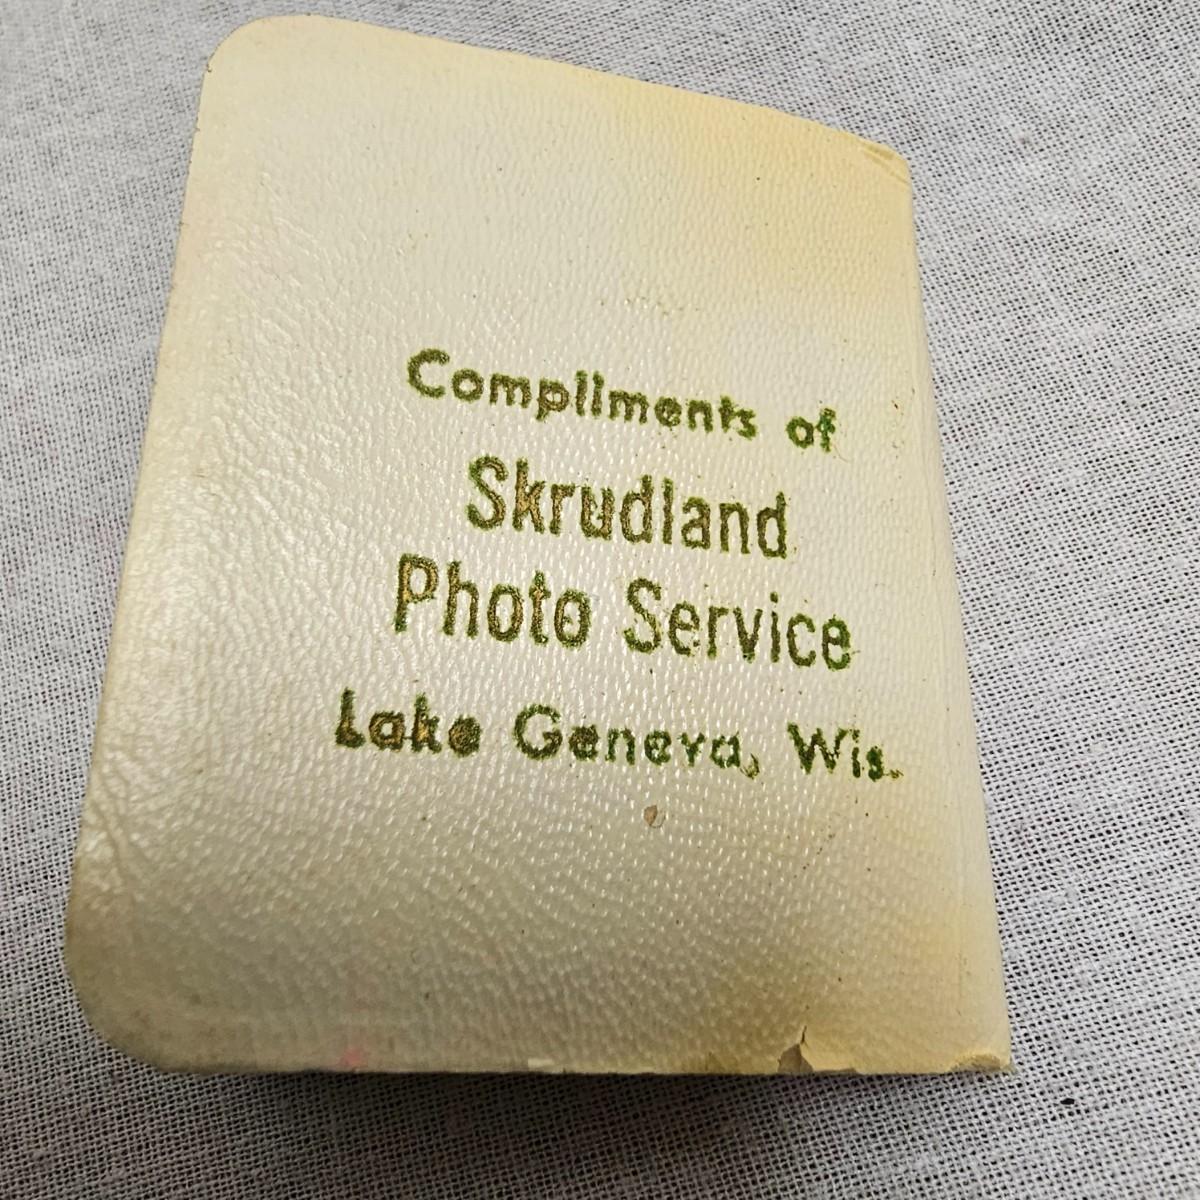 Compliments of
Skrudland
Photo Service
Lake Geneva, Wis.